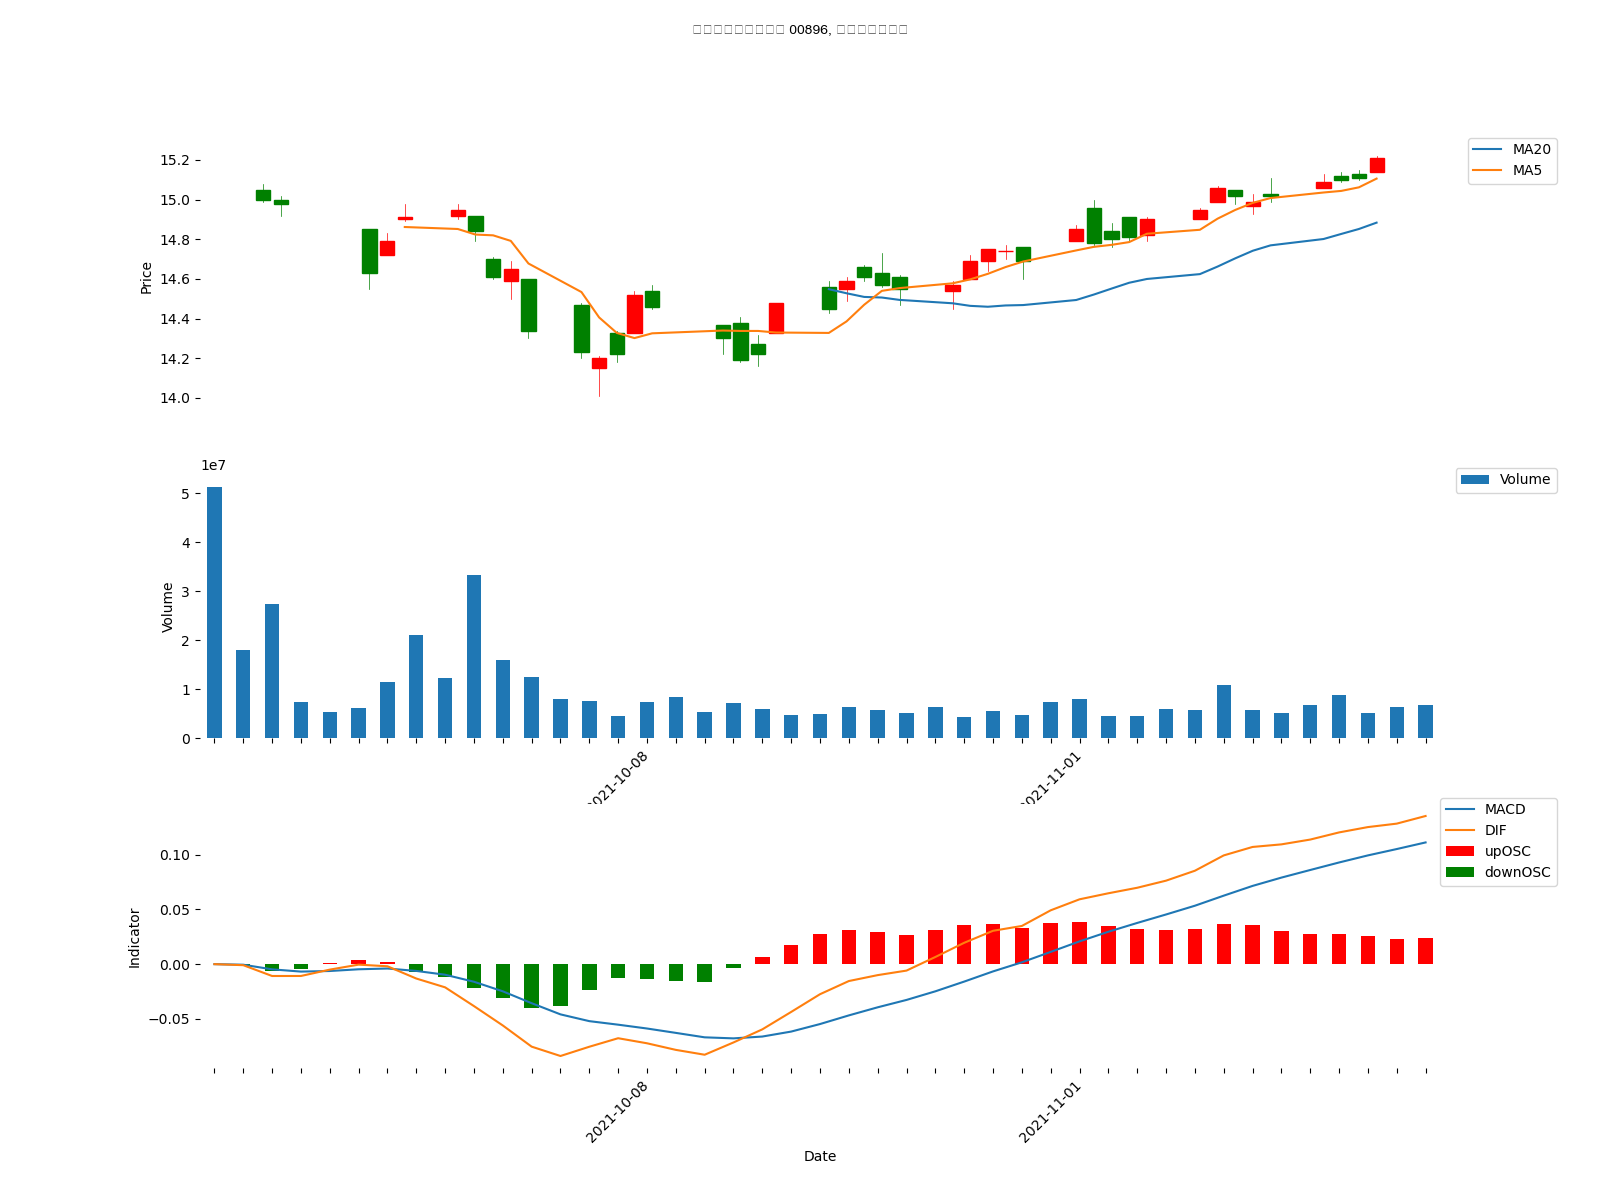 00896,
15.2
15.0
14.8
14.6
14.4
14.2
14.0
Price
MA20
MA5
1e7
5
4
3
2
1
0
Volume
Volume
2021-10-08
2021-11-01
0.10
0.05
0.00
−0.05
Indicator
MACD
DIF
upOSC
downOSC
2021-10-08
2021-11-01
Date